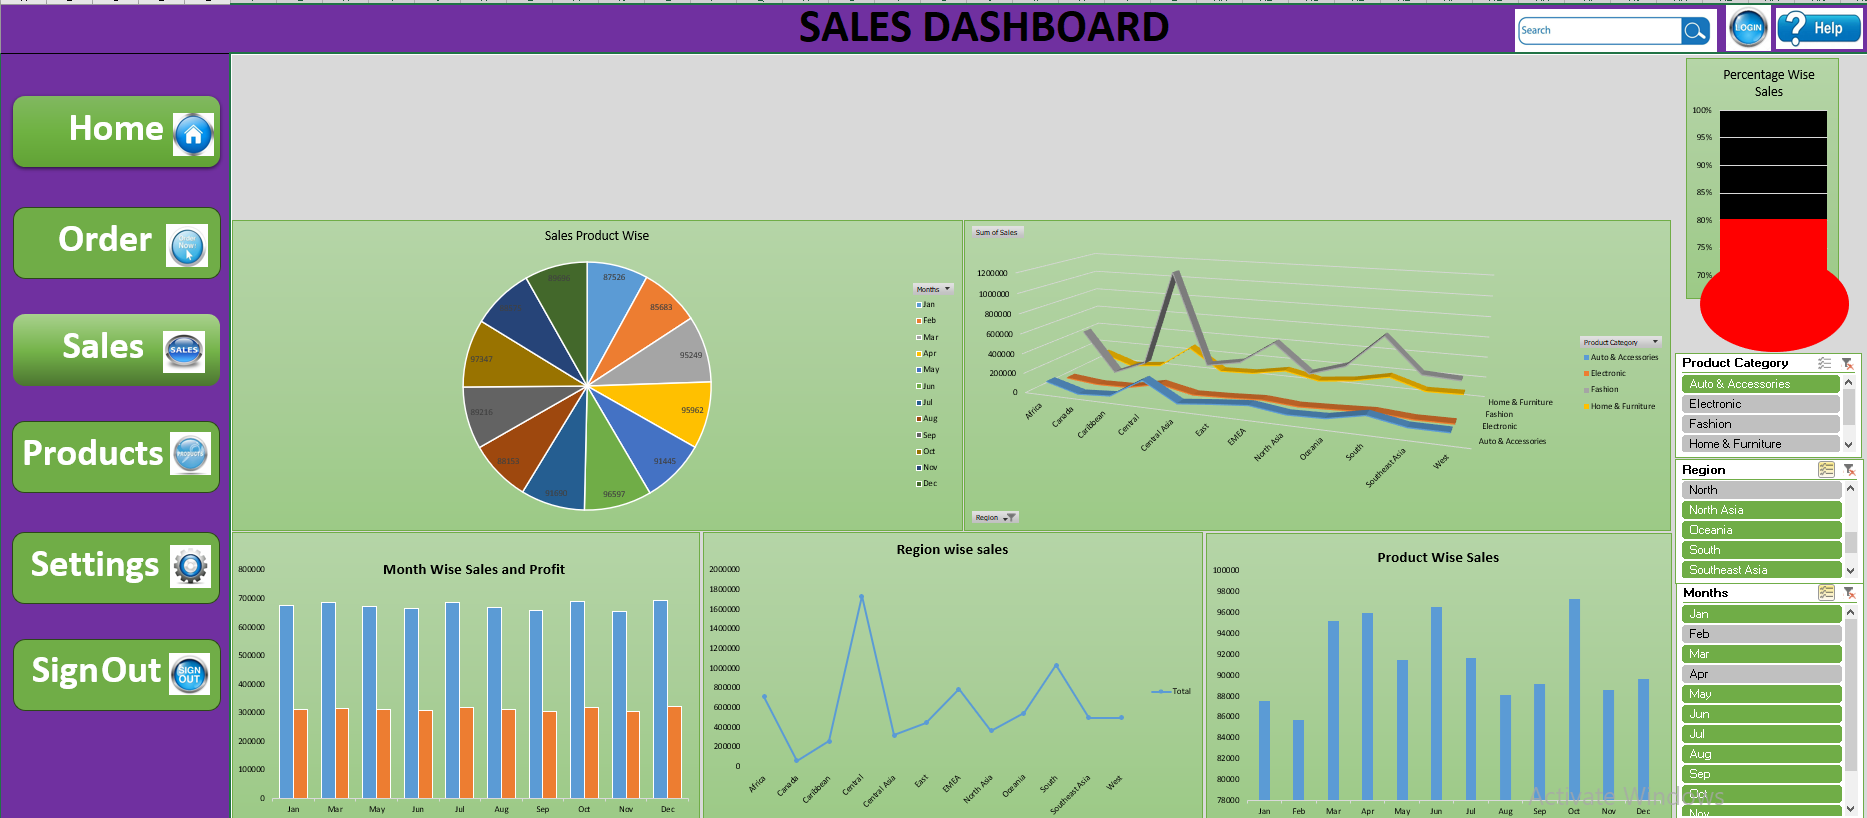 SALES DASHBOARD
Search
LOGIN
? Help
Home
Order
Order Now!
Sales
SALES
Products
PRODUCTS
Settings
Sign Out
SIGN OUT
Sales Product Wise
87526
85683
95249
95962
91445
96597
88153
89216
97347
Months
Jan
Feb
Mar
Apr
May
Jun
Jul
Aug
Sep
Oct
Nov
Dec
Sum of Sales
1200000
1000000
800000
600000
400000
200000
0
Africa
Canada
Caribbean
Central
Central Asia
East
EMEA
North Asia
Oceania
South
Southeast Asia
West
Home & Furniture
Fashion
Electronic
Auto & Accessories
Product Category
Auto & Accessories
Electronic
Fashion
Home & Furniture
Region
Percentage Wise
Sales
100%
95%
90%
85%
80%
75%
70%
Product Category
Auto & Accessories
Electronic
Fashion
Home & Furniture
Region
North
North Asia
Oceania
South
Southeast Asia
Months
Jan
Feb
Mar
Apr
May
Jun
Jul
Aug
Sep
Oct
Nov
Month Wise Sales and Profit
800000
700000
600000
500000
400000
300000
200000
100000
0
Jan Mar May Jun Jul Aug Sep Oct Nov Dec
Region wise sales
2000000
1800000
1600000
1400000
1200000
1000000
800000
600000
400000
200000
0
Africa
Canada
Caribbean
Central
Central Asia
East
EMEA
North Asia
Oceania
South
Southeast Asia
West
Total
Product Wise Sales
100000
98000
96000
94000
92000
90000
88000
86000
84000
82000
80000
78000
Jan Feb Mar Apr May Jun Jul Aug Sep Oct Nov Dec
Activate Windows